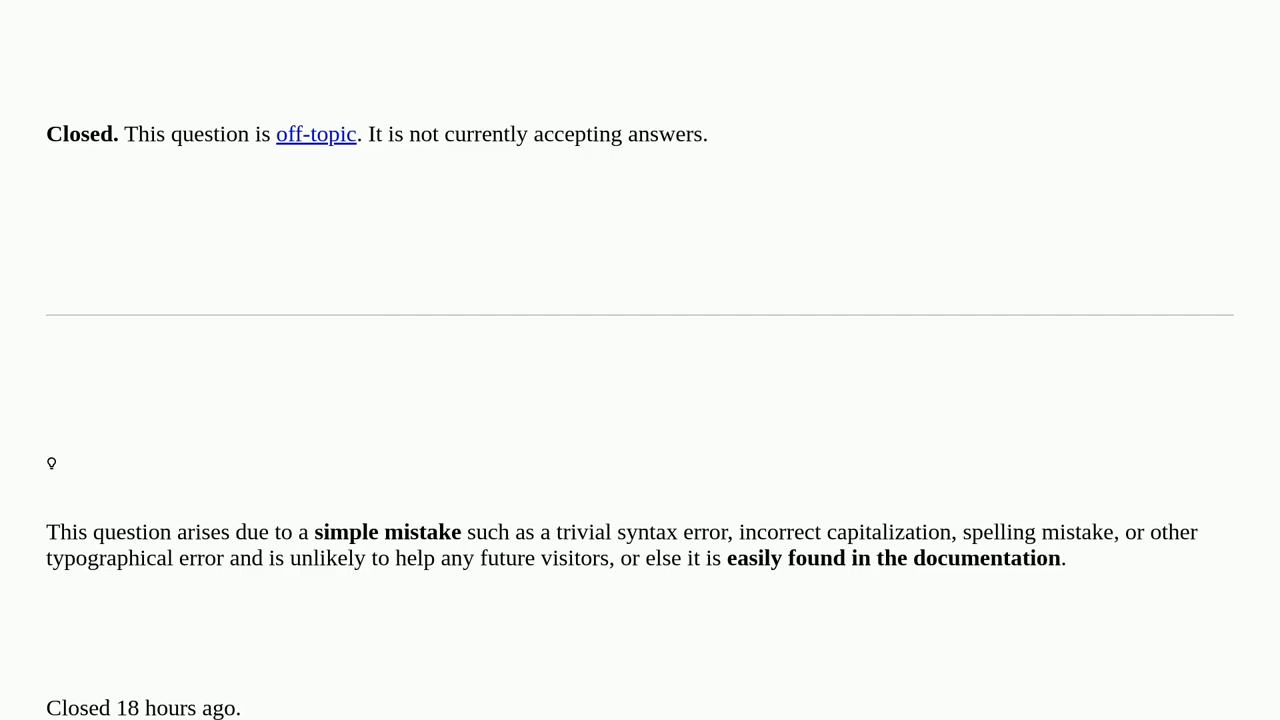 Closed. This question is off-topic. It is not currently accepting answers.
This question arises due to a simple mistake such as a trivial syntax error, incorrect capitalization, spelling mistake, or other
typographical error and is unlikely to help any future visitors, or else it is easily found in the documentation.
Closed 18 hours ago.